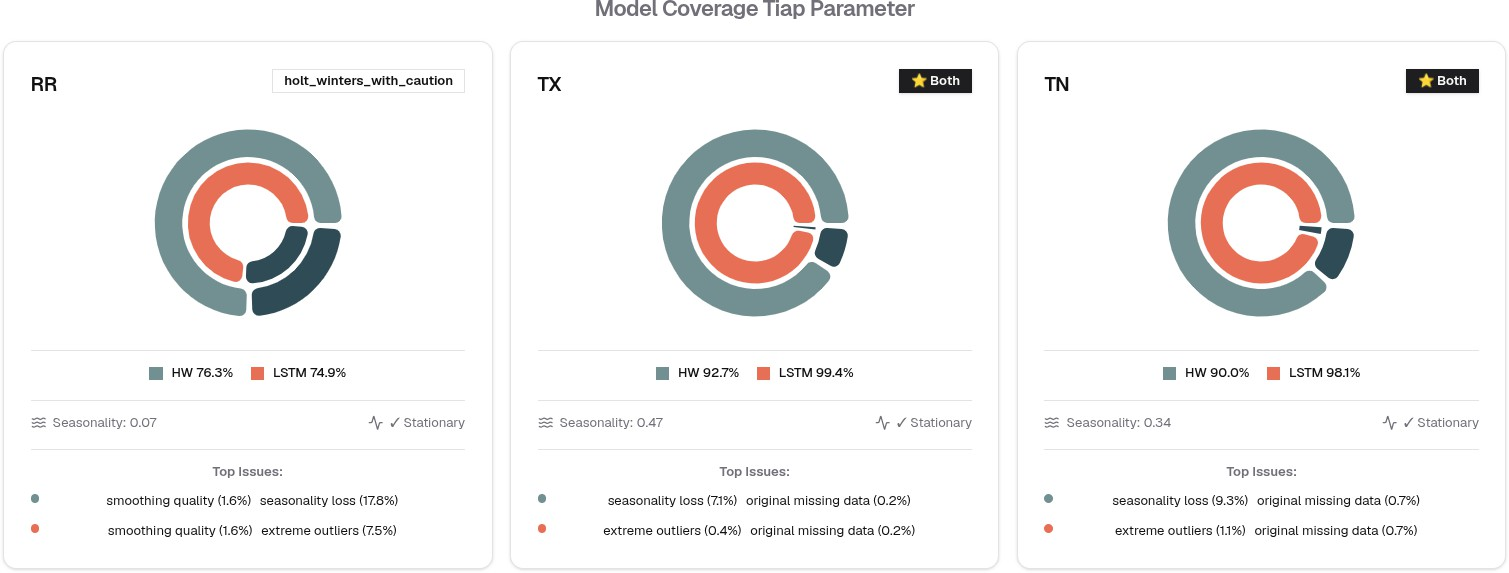 Model Coverage Tiap Parameter
RR
holt_winters_with_caution
HW 76.3% LSTM 74.9%
Seasonality: 0.07 ✓ Stationary
Top Issues:
smoothing quality (1.6%) seasonality loss (17.8%)
smoothing quality (1.6%) extreme outliers (7.5%)
TX
⭐ Both
HW 92.7% LSTM 99.4%
Seasonality: 0.47 ✓ Stationary
Top Issues:
seasonality loss (7.1%) original missing data (0.2%)
extreme outliers (0.4%) original missing data (0.2%)
TN
⭐ Both
HW 90.0% LSTM 98.1%
Seasonality: 0.34 ✓ Stationary
Top Issues:
seasonality loss (9.3%) original missing data (0.7%)
extreme outliers (1.1%) original missing data (0.7%)